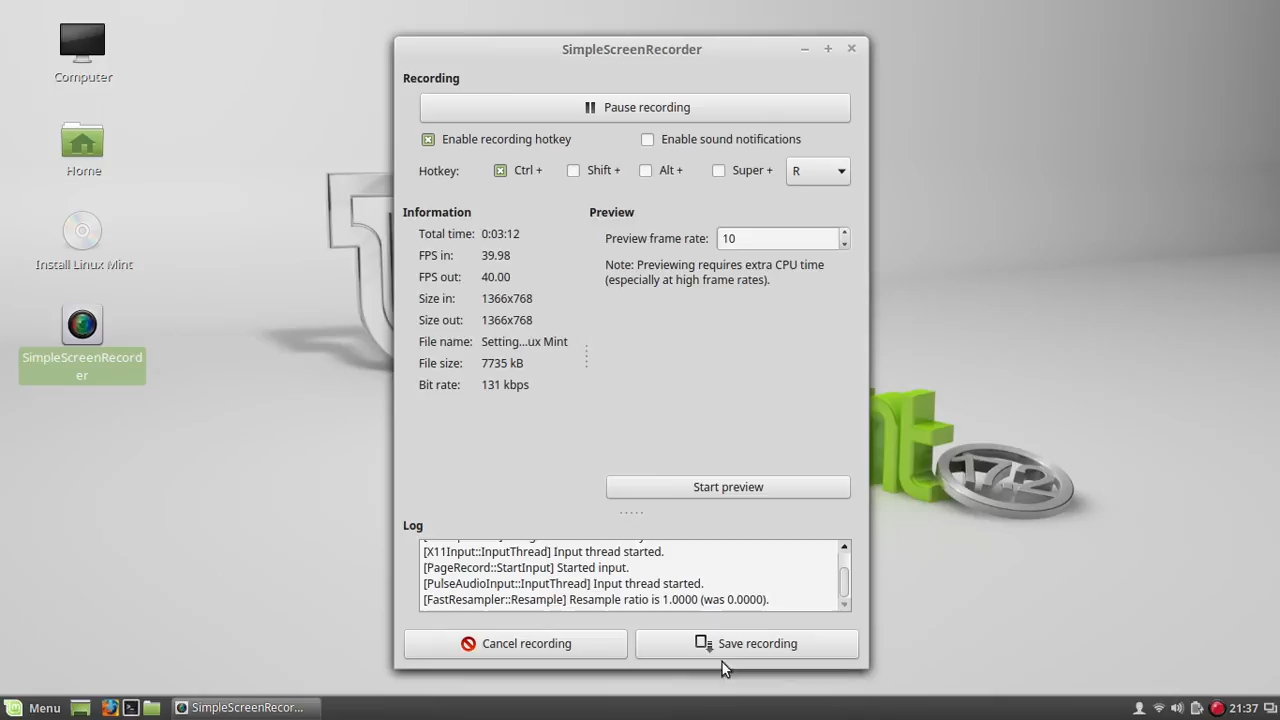 Computer
Home
Install Linux Mint
SimpleScreenRecord
er
SimpleScreenRecorder
Recording
Pause recording
Enable recording hotkey
Enable sound notifications
Hotkey: Ctrl + Shift + Alt + Super + R
Information
Total time: 0:03:12
FPS in: 39.98
FPS out: 40.00
Size in: 1366x768
Size out: 1366x768
File name: Setting...ux Mint
File size: 7735 kB
Bit rate: 131 kbps
Preview
Preview frame rate: 10
Note: Previewing requires extra CPU time
(especially at high frame rates).
Start preview
Log
[X11Input::InputThread] Input thread started.
[PageRecord::StartInput] Started input.
[PulseAudioInput::InputThread] Input thread started.
[FastResampler::Resample] Resample ratio is 1.0000 (was 0.0000).
Cancel recording
Save recording
nt
17.2
Menu
SimpleScreenRecor...
21:37